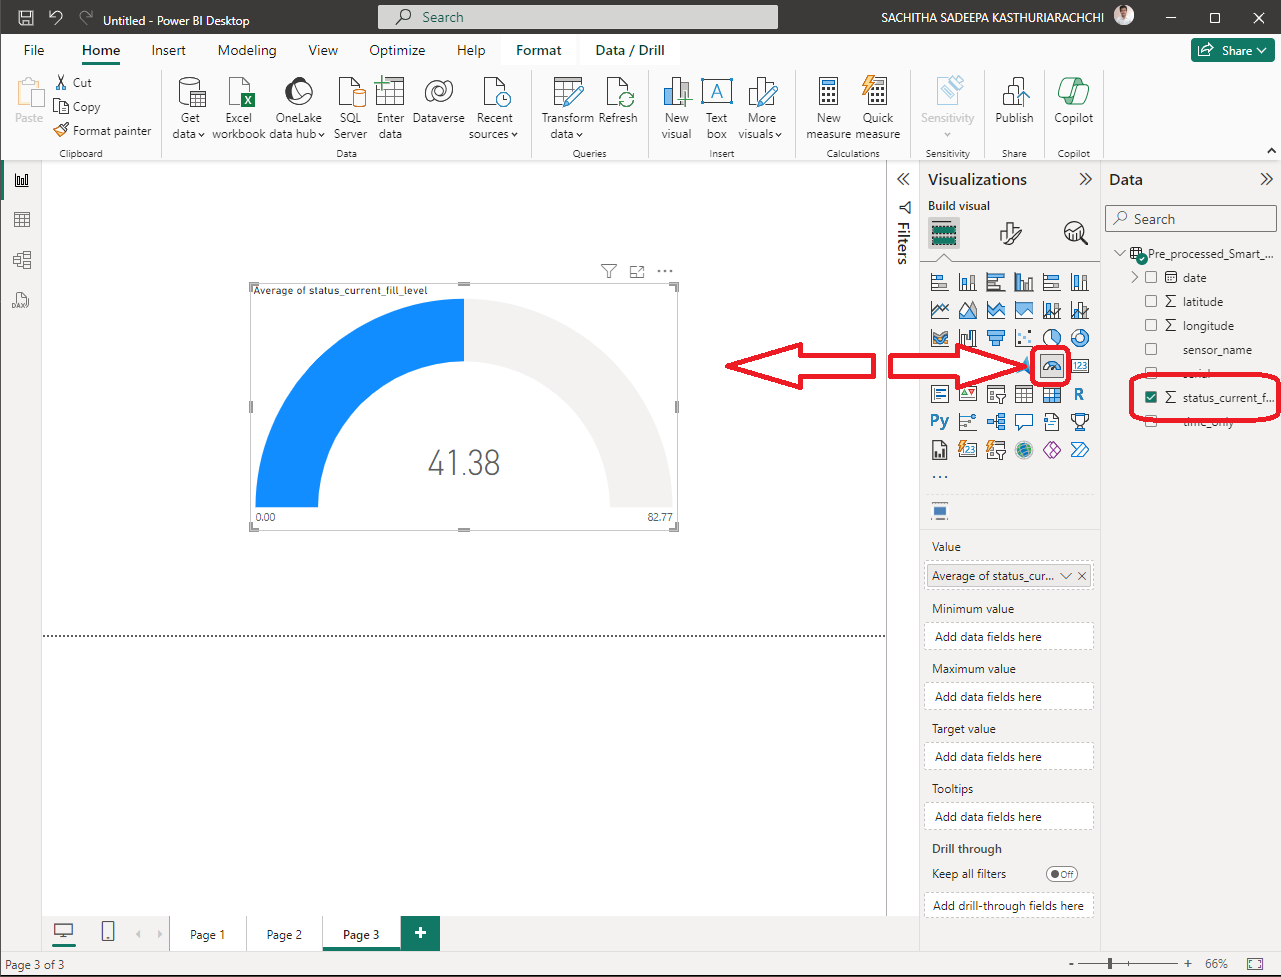 Untitled - Power BI Desktop
Search
SACHITHA SADEEPA KASTHURIARACHCHI
File
Home
Insert
Modeling
View
Optimize
Help
Format
Data / Drill
Share
Paste
Cut
Copy
Format painter
Get data
Excel workbook
OneLake data hub
SQL Server
Enter data
Dataverse
Recent sources
Transform data
Refresh
New visual
Text box
More visuals
New measure
Quick measure
Sensitivity
Publish
Copilot
Clipboard
Data
Queries
Insert
Calculations
Sensitivity
Share
Copilot
DAX
Average of status_current_fill_level
41.38
0.00
82.77
Filters
Visualizations
Build visual
123
R
Py
123
...
Value
Average of status_cur...
Minimum value
Add data fields here
Maximum value
Add data fields here
Target value
Add data fields here
Tooltips
Add data fields here
Drill through
Keep all filters
Off
Add drill-through fields here
Data
Search
Pre_processed_Smart_...
date
latitude
longitude
sensor_name
serial
status_current_f...
time_only
Page 1
Page 2
Page 3
Page 3 of 3
- + 66%